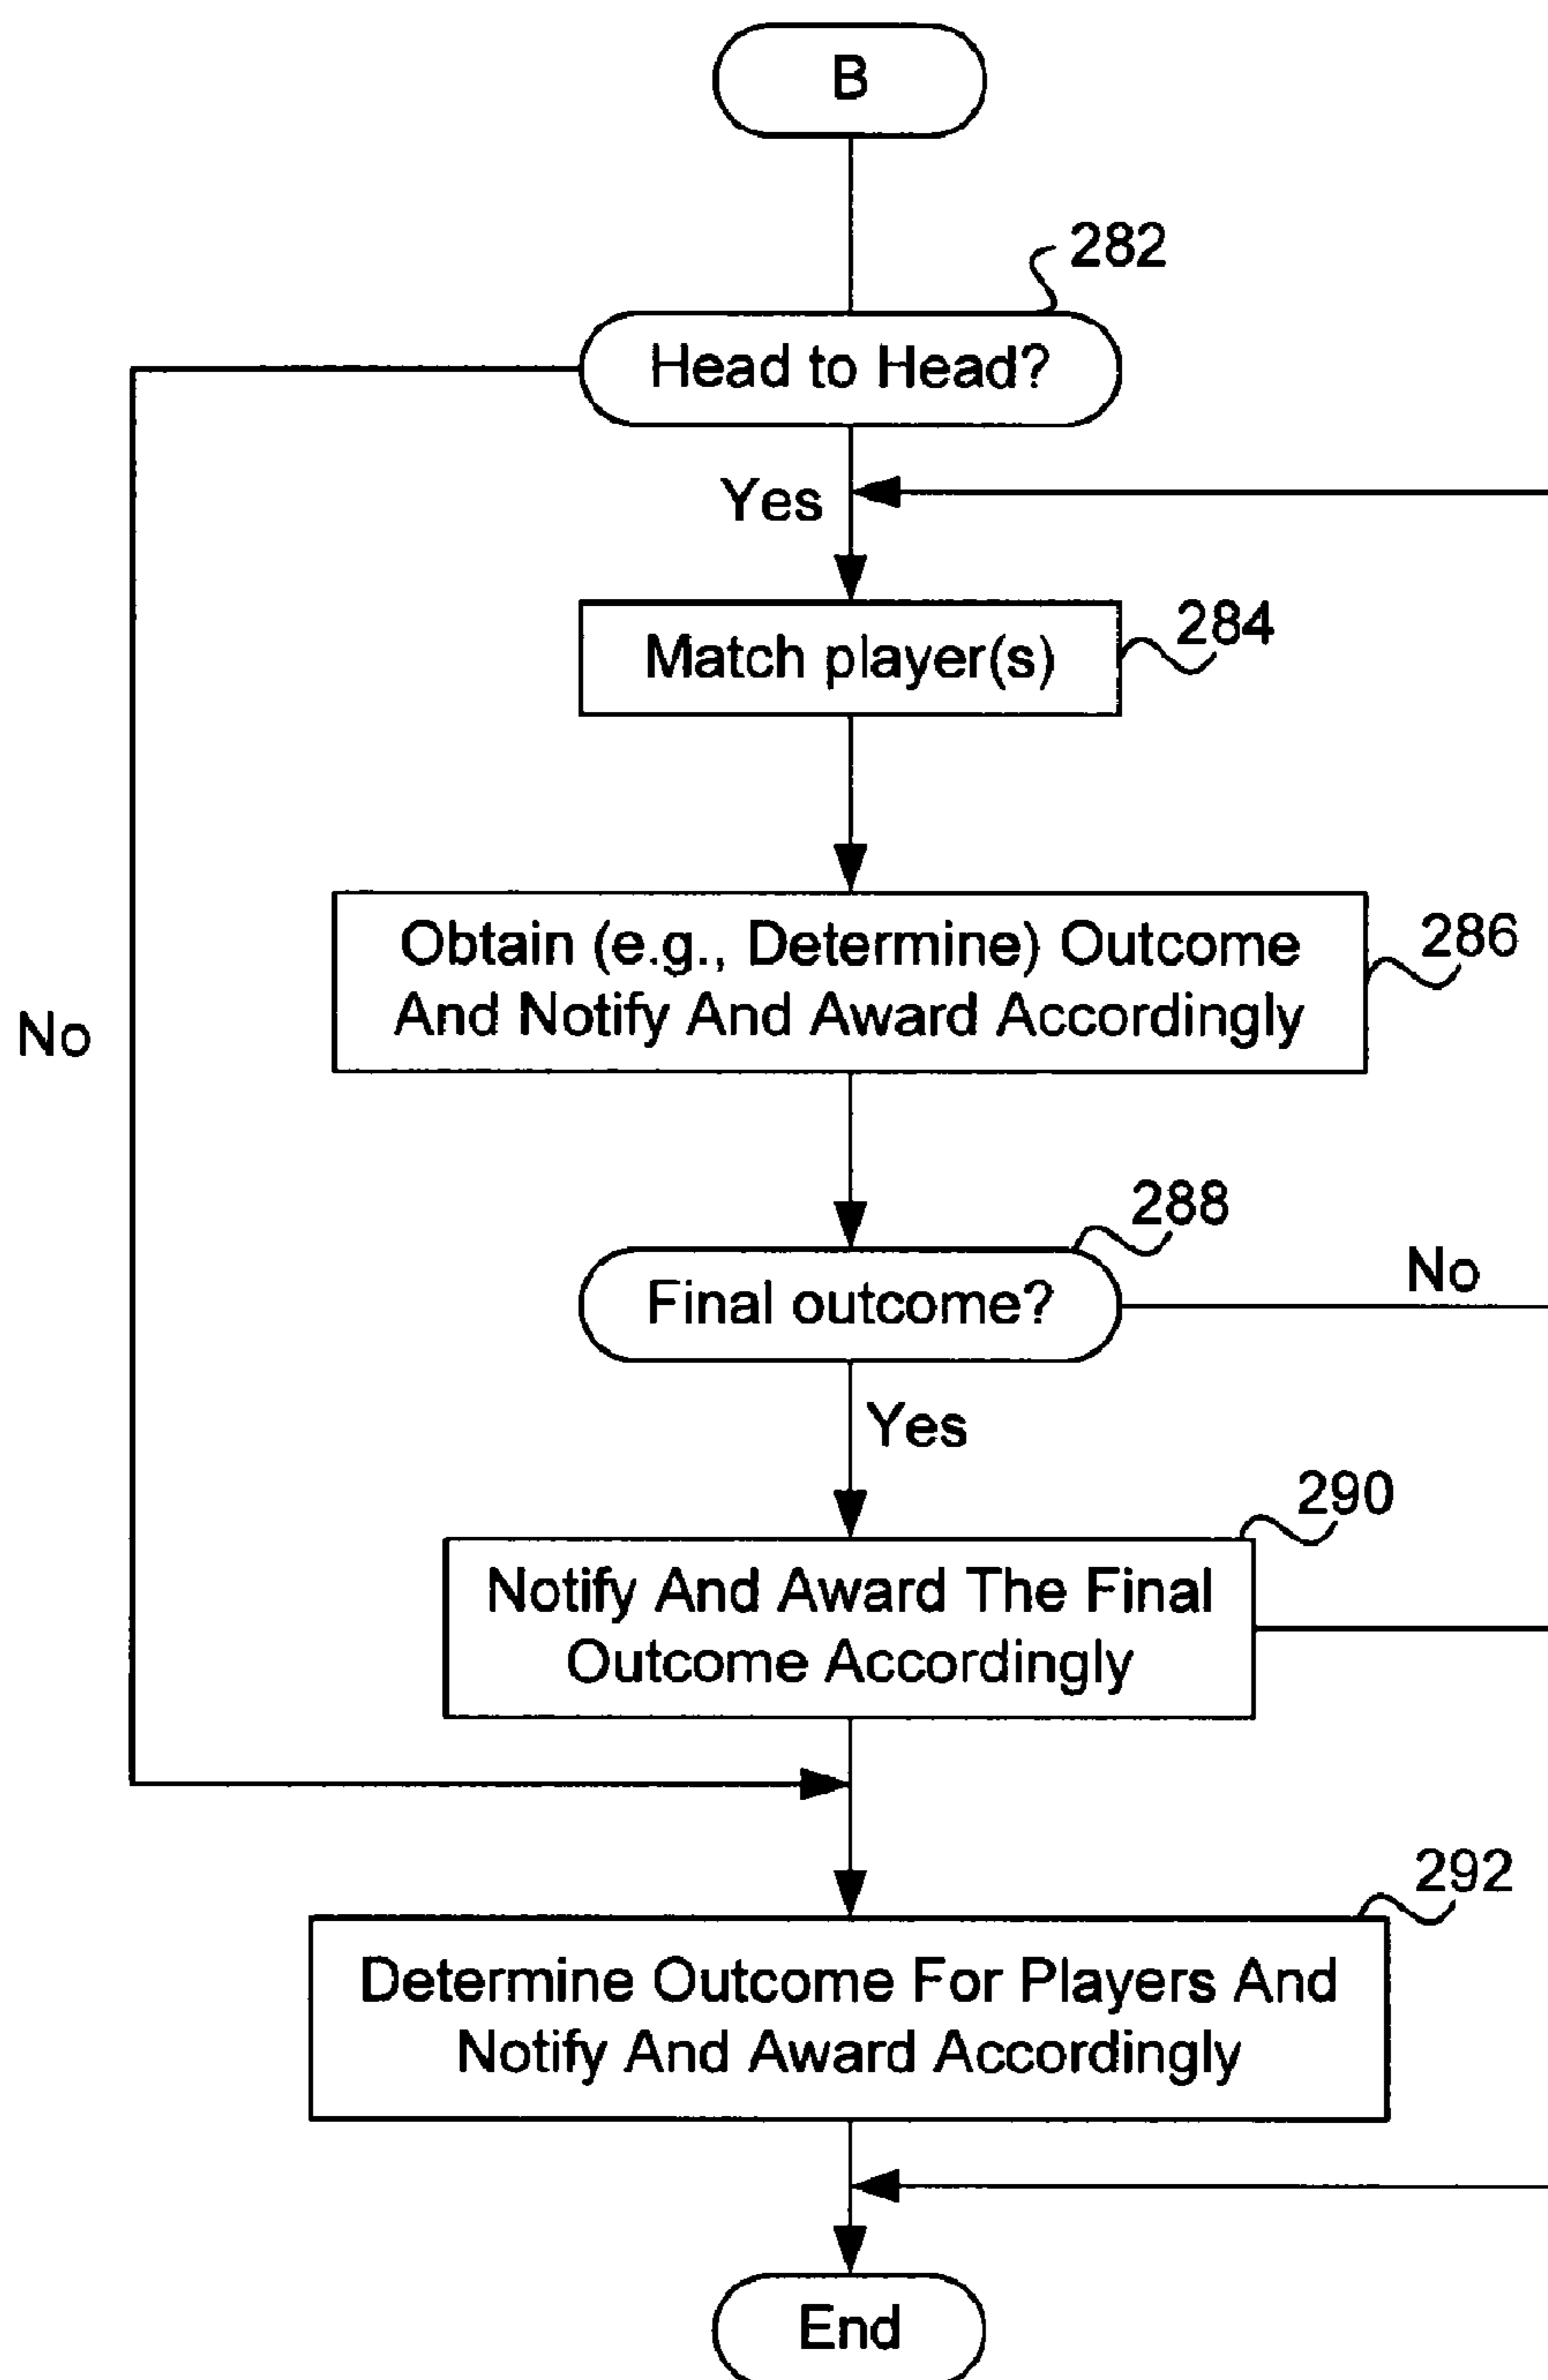 B
282
Head to Head?
Yes
Match player(s)
284
Obtain (e.g., Determine) Outcome
And Notify And Award Accordingly
286
No
288
Final outcome?
No
Yes
290
Notify And Award The Final
Outcome Accordingly
292
Determine Outcome For Players And
Notify And Award Accordingly
End